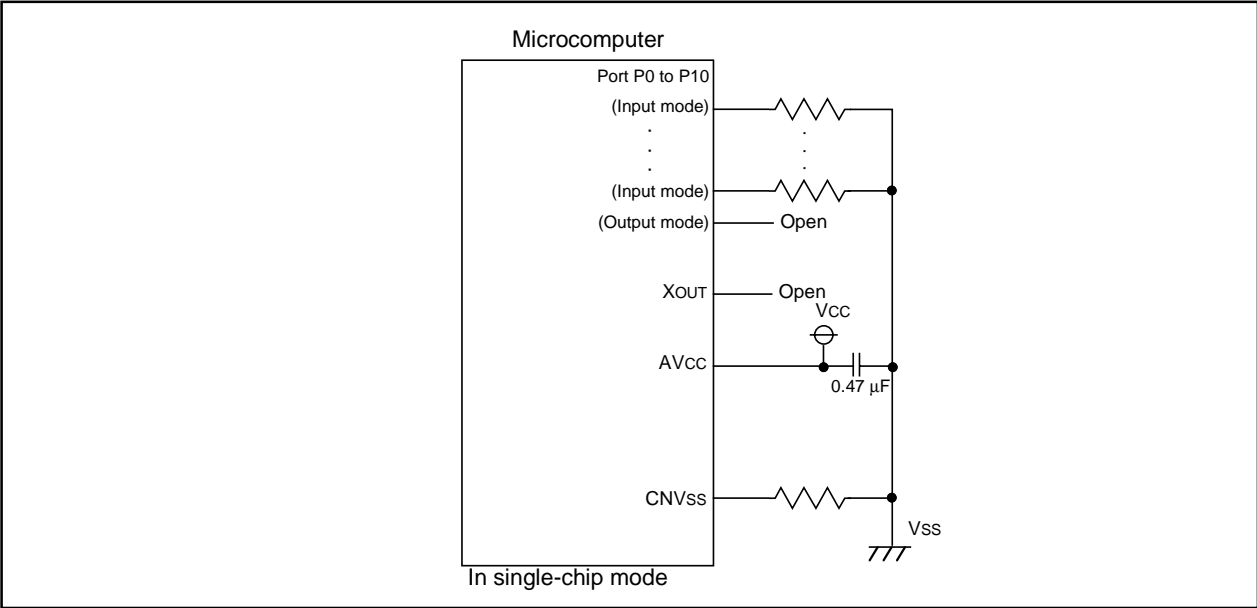 Microcomputer
Port P0 to P10
(Input mode)
.
.
.
.
.
.
(Input mode)
(Output mode)
Open
XOUT
Open
VCC
AVCC
0.47 μF
CNVSS
VSS
In single-chip mode